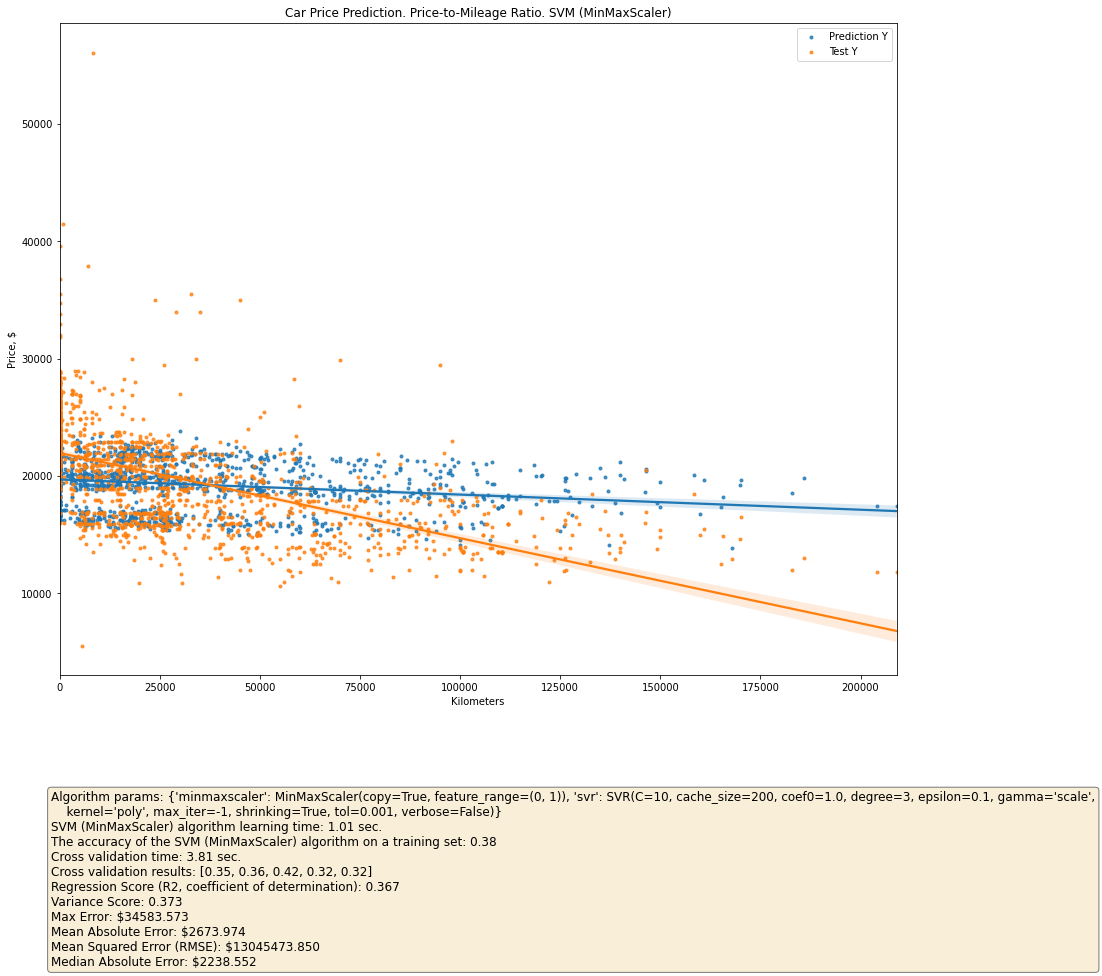 Car Price Prediction. Price-to-Mileage Ratio. SVM (MinMaxScaler)
Prediction Y
Test Y
50000
40000
30000
20000
10000
Price, $
0
25000
50000
75000
100000
125000
150000
175000
200000
Kilometers
Algorithm params: {'minmaxscaler': MinMaxScaler(copy=True, feature_range=(0, 1)), 'svr': SVR(C=10, cache_size=200, coef0=1.0, degree=3, epsilon=0.1, gamma='scale',
kernel='poly', max_iter=-1, shrinking=True, tol=0.001, verbose=False)}
SVM (MinMaxScaler) algorithm learning time: 1.01 sec.
The accuracy of the SVM (MinMaxScaler) algorithm on a training set: 0.38
Cross validation time: 3.81 sec.
Cross validation results: [0.35, 0.36, 0.42, 0.32, 0.32]
Regression Score (R2, coefficient of determination): 0.367
Variance Score: 0.373
Max Error: $34583.573
Mean Absolute Error: $2673.974
Mean Squared Error (RMSE): $13045473.850
Median Absolute Error: $2238.552